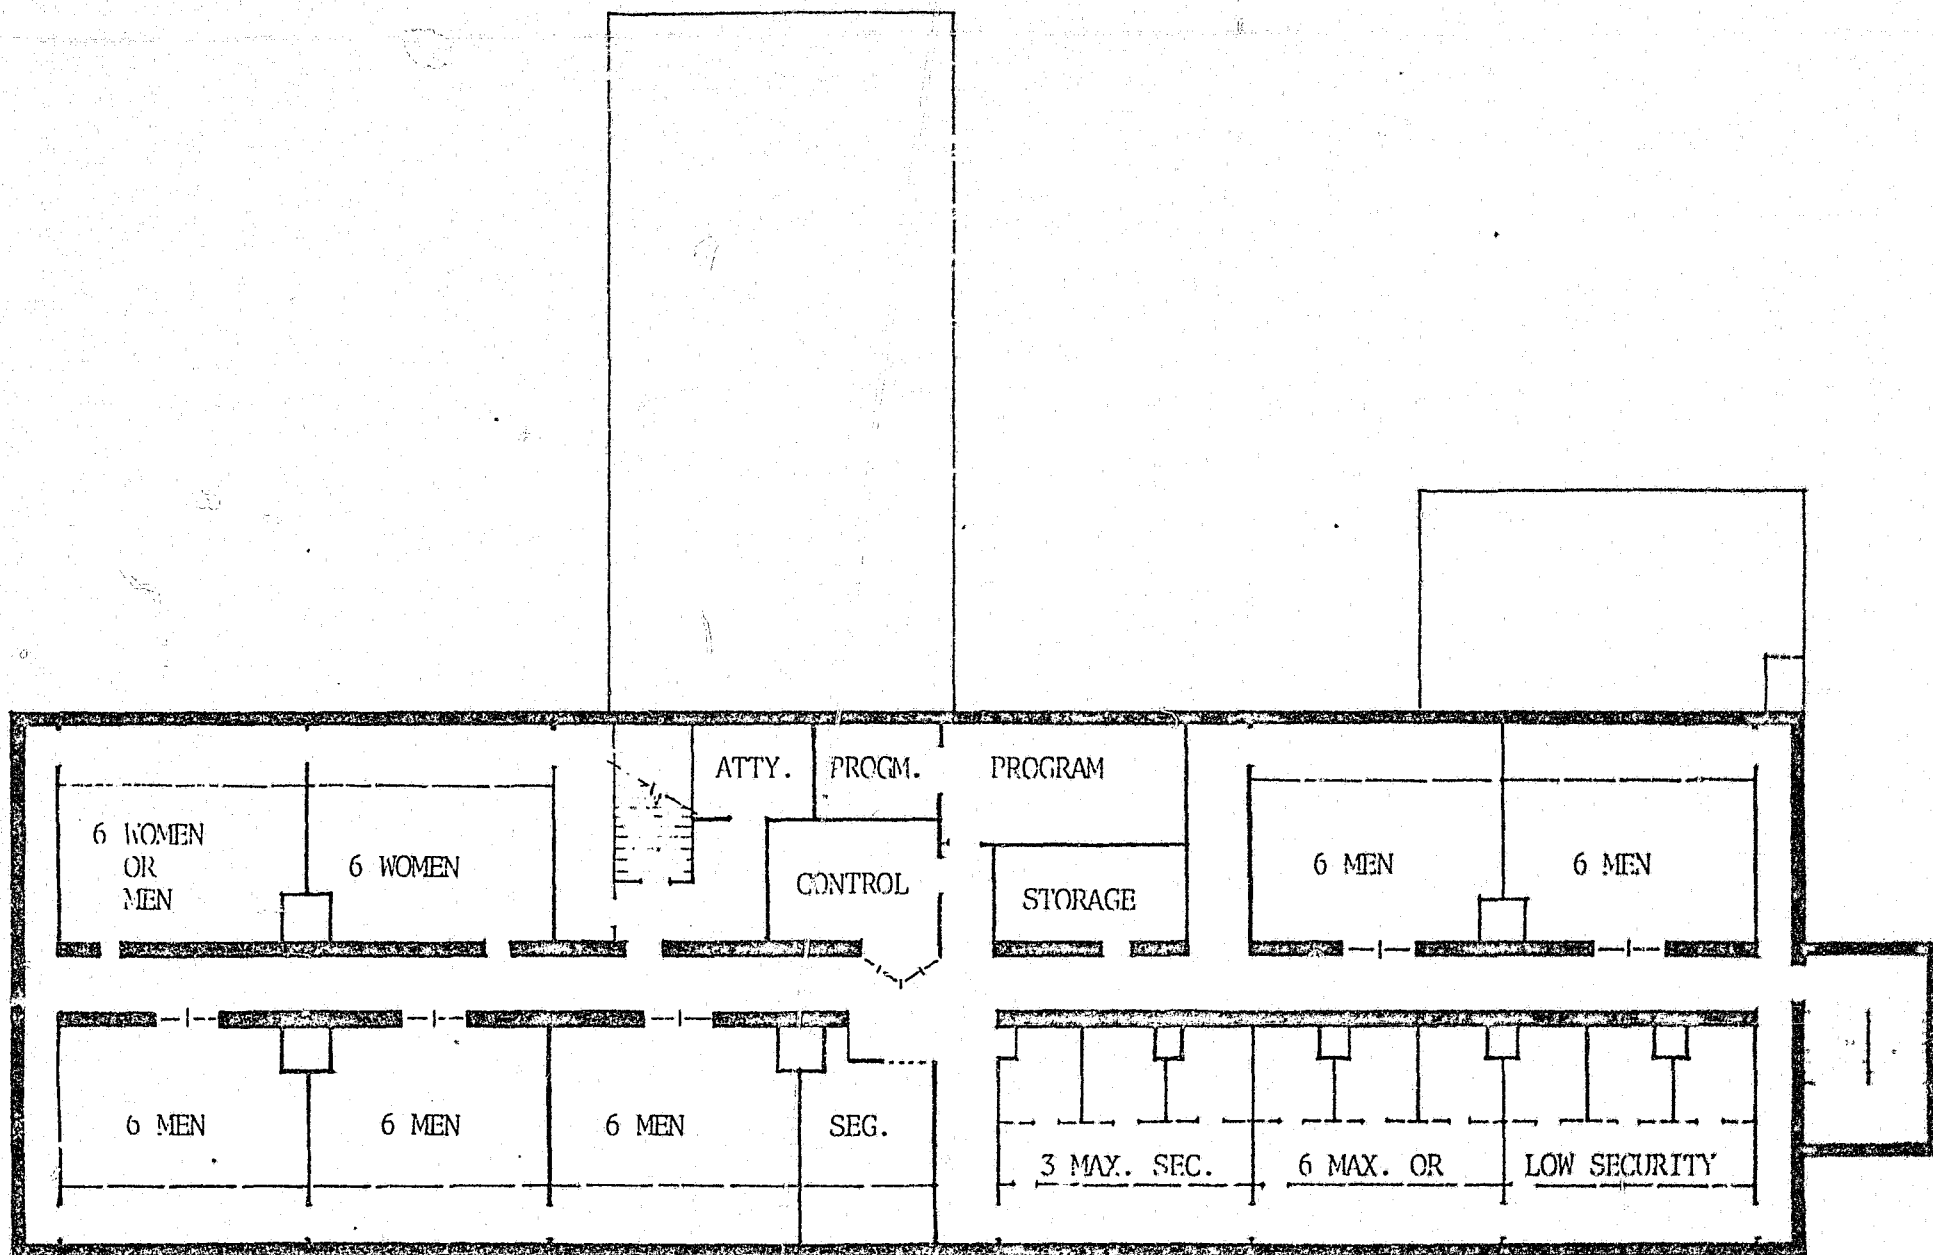 ATTY.
PROGM.
PROGRAM
6 WOMEN
OR
MEN
6 WOMEN
CONTROL
STORAGE
6 MEN
6 MEN
6 MEN
6 MEN
6 MEN
SEG.
3 MAX. SEC.
6 MAX. OR
LOW SECURITY